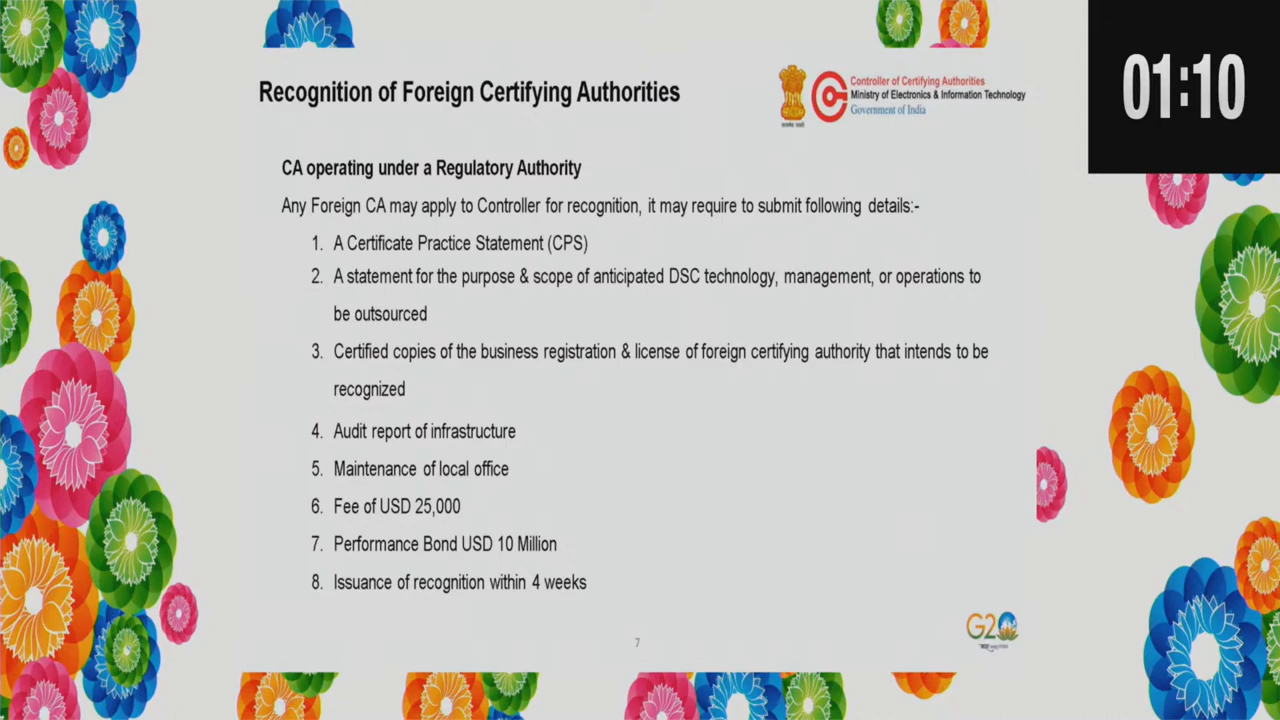 Recognition of Foreign Certifying Authorities
Controller of Certifying Authorities
Ministry of Electronics & Information Technology
Government of India
01:10
CA operating under a Regulatory Authority
Any Foreign CA may apply to Controller for recognition, it may require to submit following details:-
1. A Certificate Practice Statement (CPS)
2. A statement for the purpose & scope of anticipated DSC technology, management, or operations to
be outsourced
3. Certified copies of the business registration & license of foreign certifying authority that intends to be
recognized
4. Audit report of infrastructure
5. Maintenance of local office
6. Fee of USD 25,000
7. Performance Bond USD 10 Million
8. Issuance of recognition within 4 weeks
7
G20